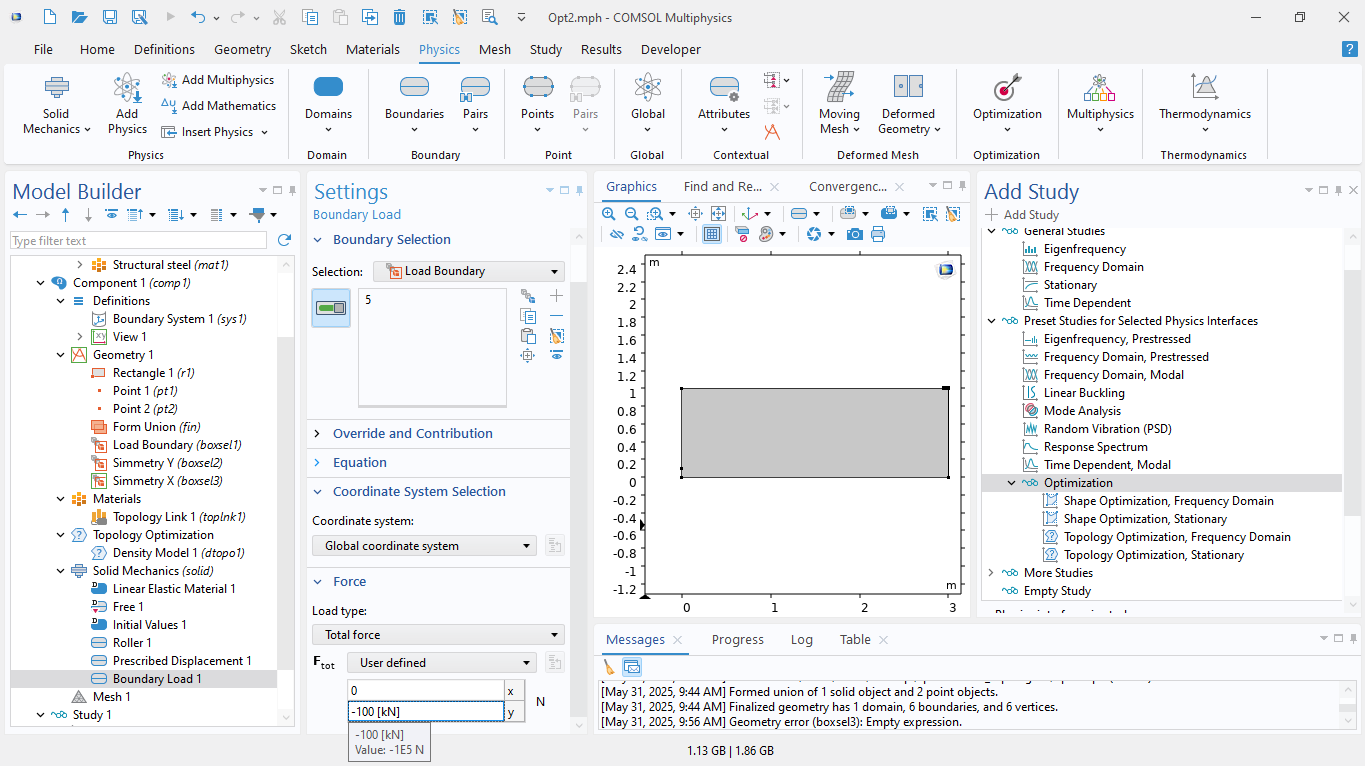 Opt2.mph - COMSOL Multiphysics
File Home Definitions Geometry Sketch Materials Physics Mesh Study Results Developer
?
Solid Mechanics
Add Physics
Add Multiphysics
Add Mathematics
Insert Physics
Physics
Domains
Domain
Boundaries
Pairs
Boundary
Points
Pairs
Point
Global
Global
Attributes
Contextual
Moving Mesh
Deformed Geometry
Deformed Mesh
Optimization
Optimization
Multiphysics
Thermodynamics
Thermodynamics
Model Builder
Type filter text
Structural steel (mat1)
Component 1 (comp1)
Definitions
Boundary System 1 (sys1)
View 1
Geometry 1
Rectangle 1 (r1)
Point 1 (pt1)
Point 2 (pt2)
Form Union (fin)
Load Boundary (boxsel1)
Simmetry Y (boxsel2)
Simmetry X (boxsel3)
Materials
Topology Link 1 (toplnk1)
Topology Optimization
Density Model 1 (dtopo1)
Solid Mechanics (solid)
Linear Elastic Material 1
Free 1
Initial Values 1
Roller 1
Prescribed Displacement 1
Boundary Load 1
Mesh 1
Study 1
Settings
Boundary Load
Boundary Selection
Selection: Load Boundary
5
Override and Contribution
Equation
Coordinate System Selection
Coordinate system:
Global coordinate system
Force
Load type:
Total force
Ftot User defined
0 x
N
-100 [kN] y
-100 [kN]
Value: -1E5 N
Graphics Find and Re... Convergenc...
m
2.4
2.2
2
1.8
1.6
1.4
1.2
1
0.8
0.6
0.4
0.2
0
-0.2
-0.4
-0.6
-0.8
-1
-1.2
m
0 1 2 3
Messages Progress Log Table
[May 31, 2025, 9:44 AM] Formed union of 1 solid object and 2 point objects.
[May 31, 2025, 9:44 AM] Finalized geometry has 1 domain, 6 boundaries, and 6 vertices.
[May 31, 2025, 9:56 AM] Geometry error (boxsel3): Empty expression.
Add Study
Add Study
General Studies
Eigenfrequency
Frequency Domain
Stationary
Time Dependent
Preset Studies for Selected Physics Interfaces
Eigenfrequency, Prestressed
Frequency Domain, Prestressed
Frequency Domain, Modal
Linear Buckling
Mode Analysis
Random Vibration (PSD)
Response Spectrum
Time Dependent, Modal
Optimization
Shape Optimization, Frequency Domain
Shape Optimization, Stationary
Topology Optimization, Frequency Domain
Topology Optimization, Stationary
More Studies
Empty Study
1.13 GB | 1.86 GB